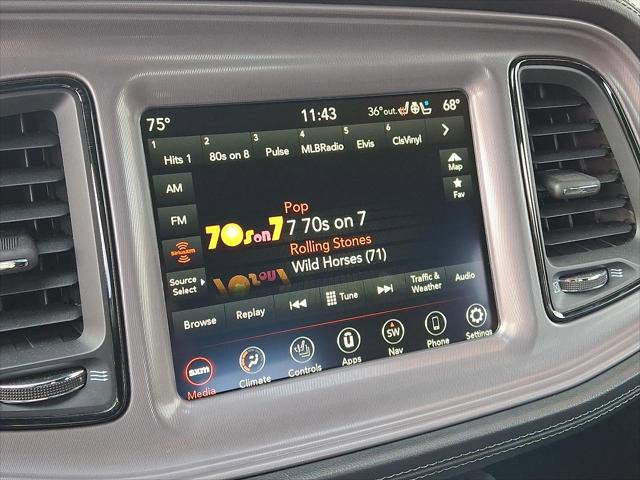 75° 11:43 36°out. 68°
1 Hits 1 2 80s on 8 3 Pulse 4 MLBRadio 5 Elvis 6 ClsVinyl
AM
Map
FM
Fav
Pop
70s on 7
7 70s on 7
SiriusXM
Rolling Stones
Wild Horses (71)
Source Select
Browse Replay Tune Traffic & Weather Audio
sxm SW
Media Climate Controls Apps Nav Phone Settings